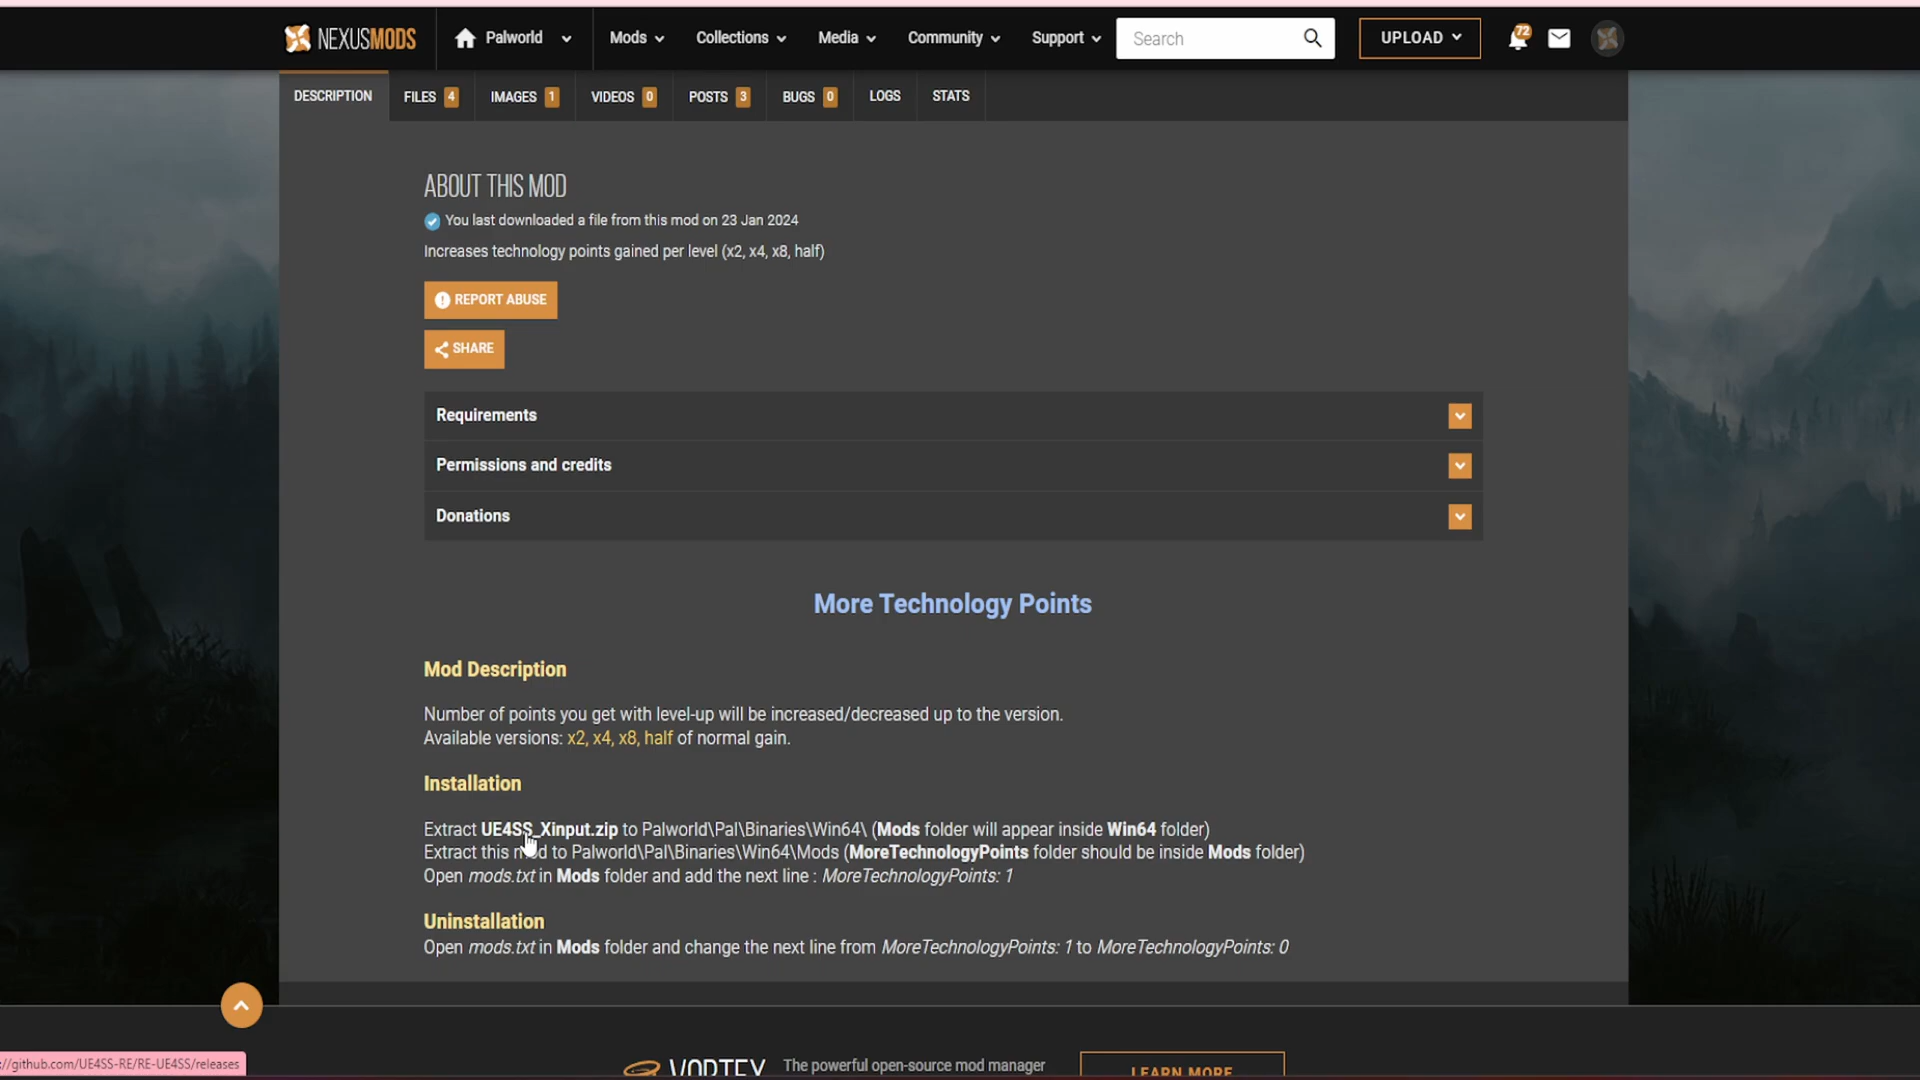 NEXUSMODS Palworld Mods Collections Media Community Support Search UPLOAD 72
DESCRIPTION FILES 4 IMAGES 1 VIDEOS 0 POSTS 3 BUGS 0 LOGS STATS
ABOUT THIS MOD
You last downloaded a file from this mod on 23 Jan 2024
Increases technology points gained per level (x2, x4, x8, half)
REPORT ABUSE
SHARE
Requirements
Permissions and credits
Donations
More Technology Points
Mod Description
Number of points you get with level-up will be increased/decreased up to the version.
Available versions: x2, x4, x8, half of normal gain.
Installation
Extract UE4SS_Xinput.zip to Palworld\Pal\Binaries\Win64\ (Mods folder will appear inside Win64 folder)
Extract this mod to Palworld\Pal\Binaries\Win64\Mods (MoreTechnologyPoints folder should be inside Mods folder)
Open mods.txt in Mods folder and add the next line : MoreTechnologyPoints: 1
Uninstallation
Open mods.txt in Mods folder and change the next line from MoreTechnologyPoints: 1 to MoreTechnologyPoints: 0
://github.com/UE4SS-RE/RE-UE4SS/releases
VORTEX The powerful open-source mod manager LEARN MORE